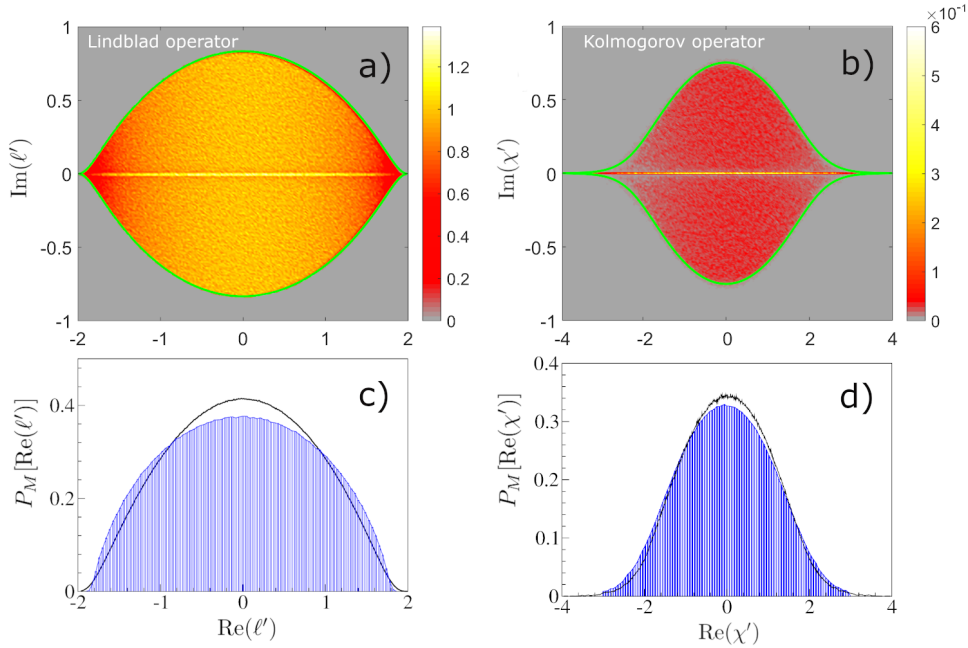 Lindblad operator
a)
Im(ℓ′)
1
0.5
0
-0.5
-1
-2 -1 0 1 2
1.2
1
0.8
0.6
0.4
0.2
0
Kolmogorov operator
b)
Im(χ′)
1
0.5
0
-0.5
-1
-4 -2 0 2 4
×10⁻¹
6
5
4
3
2
1
0
c)
P_M[Re(ℓ′)]
0.4
0.2
0
-2 -1 0 1 2
Re(ℓ′)
d)
P_M[Re(χ′)]
0.4
0.3
0.2
0.1
0
-4 -2 0 2 4
Re(χ′)